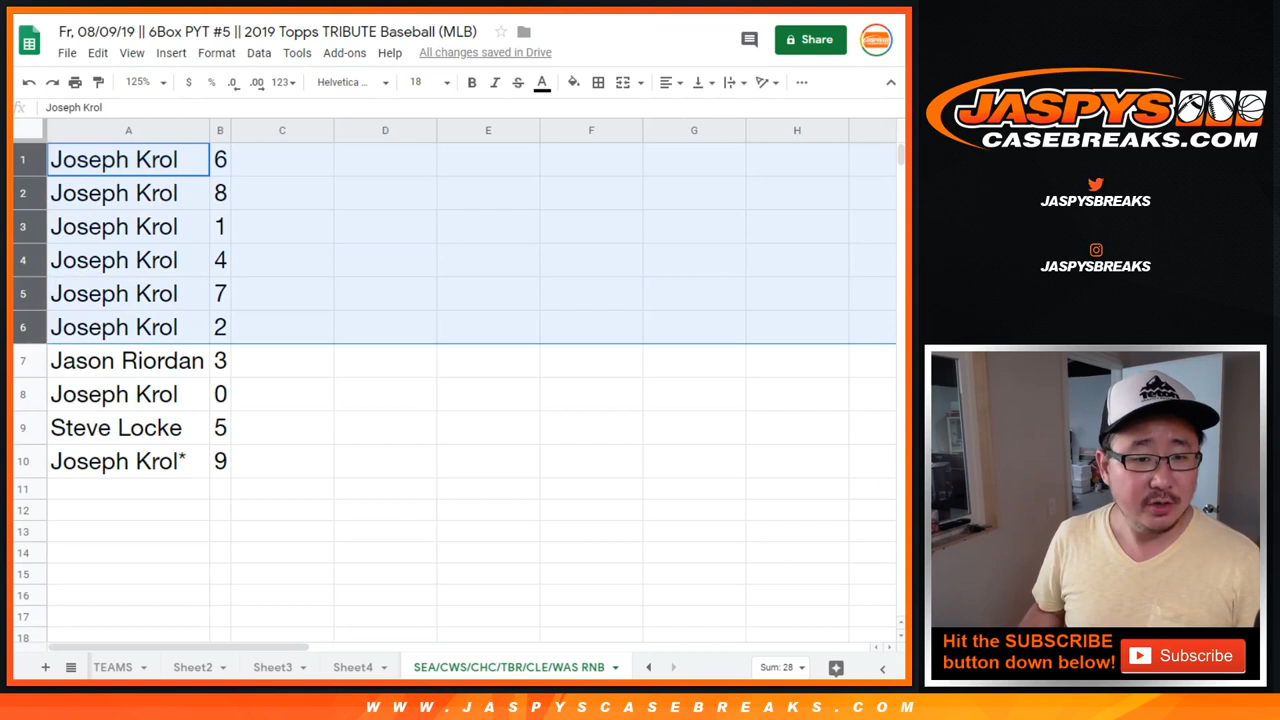 Fr, 08/09/19 || 6Box PYT #5 || 2019 Topps TRIBUTE Baseball (MLB)
File Edit View Insert Format Data Tools Add-ons Help All changes saved in Drive
Share
125% $ % .0 .00 123 Helvetica ... 18 B I S A
fx Joseph Krol
A B C D E F G H
1 Joseph Krol 6
2 Joseph Krol 8
3 Joseph Krol 1
4 Joseph Krol 4
5 Joseph Krol 7
6 Joseph Krol 2
7 Jason Riordan 3
8 Joseph Krol 0
9 Steve Locke 5
10 Joseph Krol* 9
11
12
13
14
15
16
17
18
TEAMS Sheet2 Sheet3 Sheet4 SEA/CWS/CHC/TBR/CLE/WAS RNB Sum: 28
JASPYS
CASEBREAKS.COM
JASPYSBREAKS
JASPYSBREAKS
TETON
Hit the SUBSCRIBE
button down below!
Subscribe
WWW.JASPYSCASEBREAKS.COM